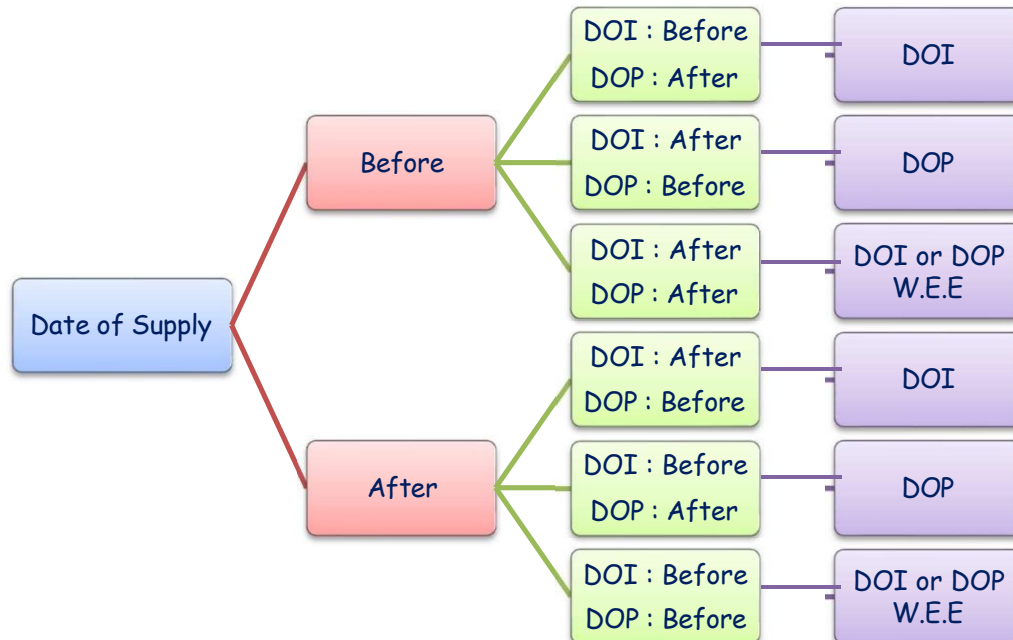 Date of Supply
Before
DOI : Before
DOP : After
DOI
DOI : After
DOP : Before
DOP
DOI : After
DOP : After
DOI or DOP
W.E.E
After
DOI : After
DOP : Before
DOI
DOI : Before
DOP : After
DOP
DOI : Before
DOP : Before
DOI or DOP
W.E.E